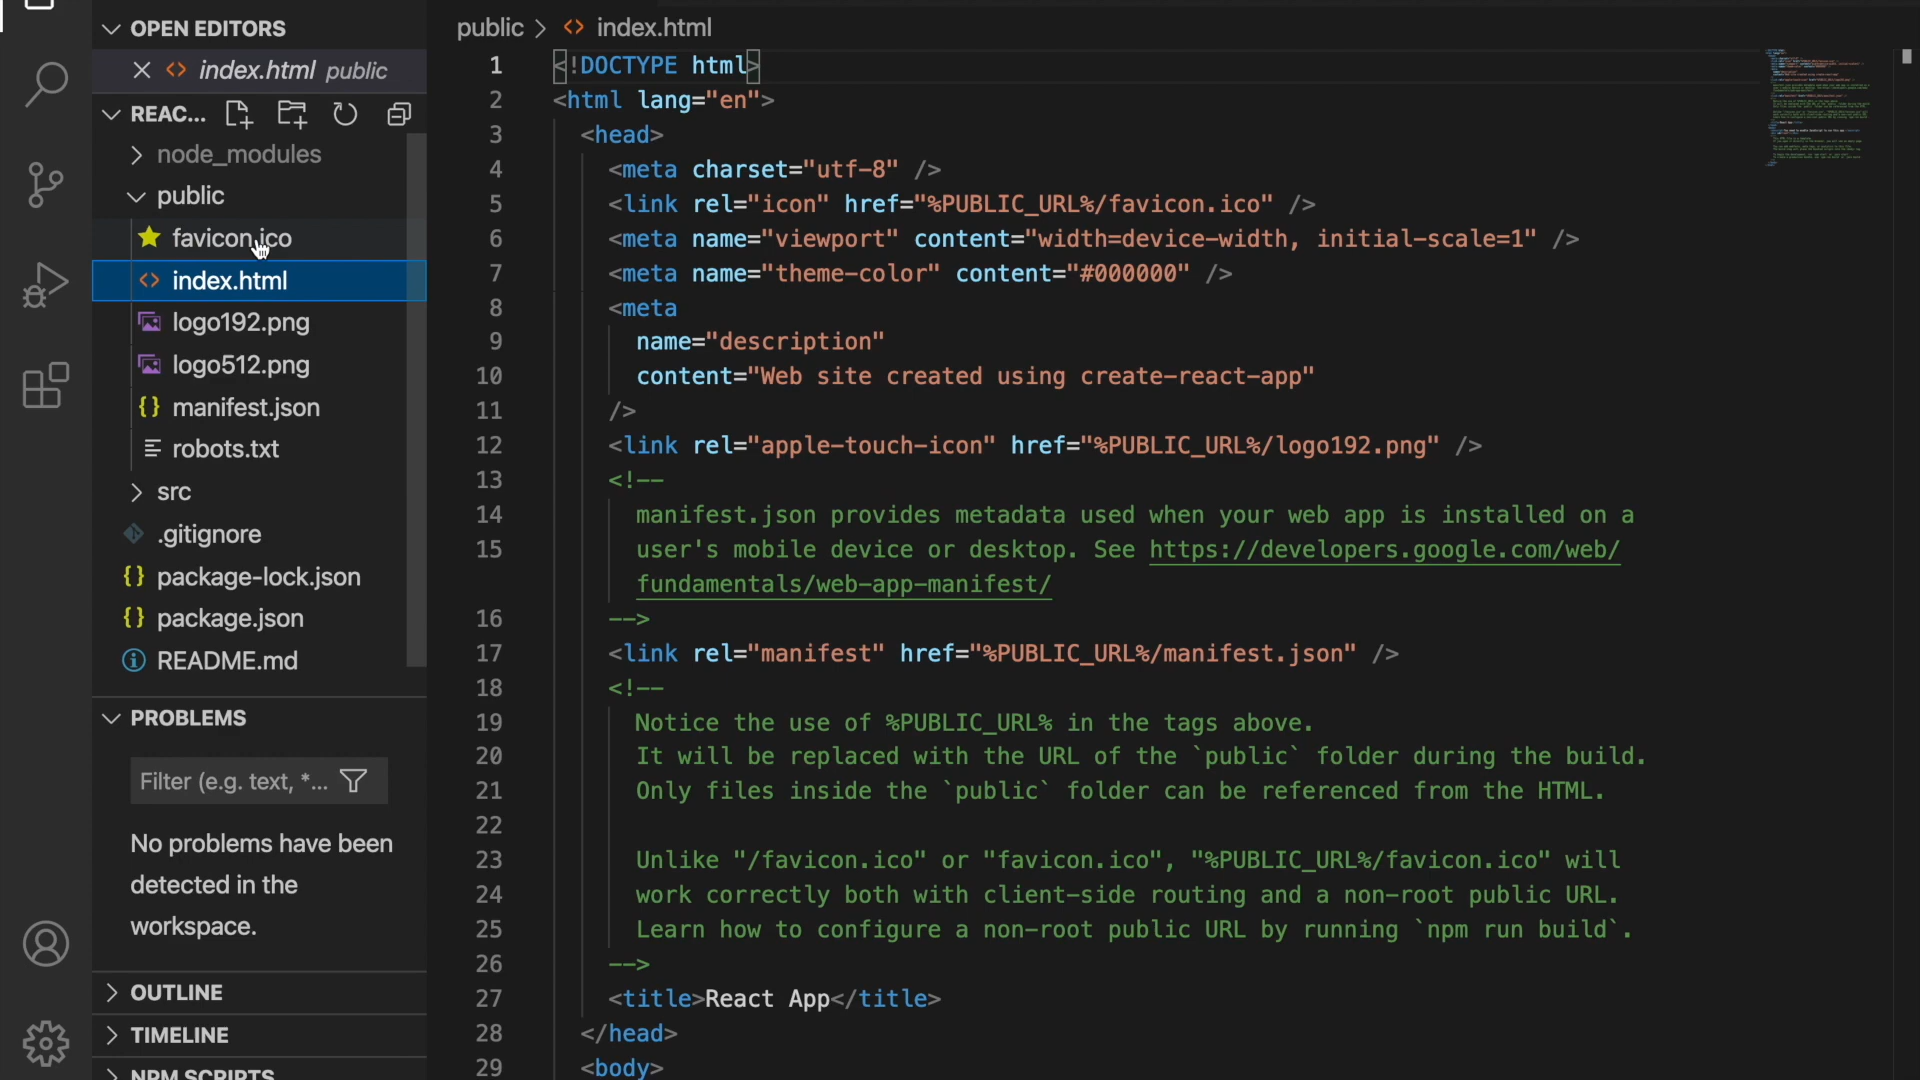 OPEN EDITORS
index.html public
REAC...
node_modules
public
favicon.ico
index.html
logo192.png
logo512.png
manifest.json
robots.txt
src
.gitignore
package-lock.json
package.json
README.md
PROBLEMS
Filter (e.g. text, *...
No problems have been
detected in the
workspace.
OUTLINE
TIMELINE
NPM SCRIPTS
public > index.html
1 <!DOCTYPE html>
2 <html lang="en">
3 <head>
4 <meta charset="utf-8" />
5 <link rel="icon" href="%PUBLIC_URL%/favicon.ico" />
6 <meta name="viewport" content="width=device-width, initial-scale=1" />
7 <meta name="theme-color" content="#000000" />
8 <meta
9 name="description"
10 content="Web site created using create-react-app"
11 />
12 <link rel="apple-touch-icon" href="%PUBLIC_URL%/logo192.png" />
13 <!--
14 manifest.json provides metadata used when your web app is installed on a
15 user's mobile device or desktop. See https://developers.google.com/web/
fundamentals/web-app-manifest/
16 -->
17 <link rel="manifest" href="%PUBLIC_URL%/manifest.json" />
18 <!--
19 Notice the use of %PUBLIC_URL% in the tags above.
20 It will be replaced with the URL of the `public` folder during the build.
21 Only files inside the `public` folder can be referenced from the HTML.
22
23 Unlike "/favicon.ico" or "favicon.ico", "%PUBLIC_URL%/favicon.ico" will
24 work correctly both with client-side routing and a non-root public URL.
25 Learn how to configure a non-root public URL by running `npm run build`.
26 -->
27 <title>React App</title>
28 </head>
29 <body>